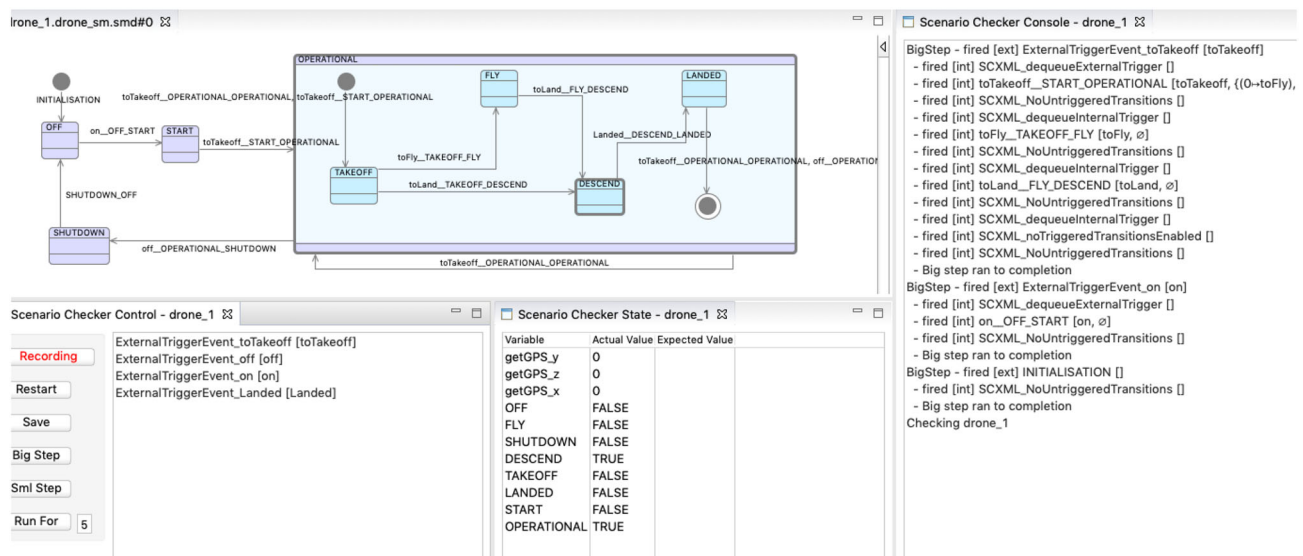 lrone_1.drone_sm.smd#0
INITIALISATION
OFF
on__OFF_START
START
toTakeoff__START_OPERATIONAL
SHUTDOWN_OFF
SHUTDOWN
off__OPERATIONAL_SHUTDOWN
OPERATIONAL
toTakeoff__OPERATIONAL_OPERATIONAL, toTakeoff__START_OPERATIONAL
TAKEOFF
toFly__TAKEOFF_FLY
toLand__TAKEOFF_DESCEND
FLY
toLand__FLY_DESCEND
LANDED
Landed__DESCEND_LANDED
toTakeoff__OPERATIONAL_OPERATIONAL, off__OPERATION
DESCEND
toTakeoff__OPERATIONAL_OPERATIONAL
Scenario Checker Control - drone_1
Recording
Restart
Save
Big Step
Sml Step
Run For 5
ExternalTriggerEvent_toTakeoff [toTakeoff]
ExternalTriggerEvent_off [off]
ExternalTriggerEvent_on [on]
ExternalTriggerEvent_Landed [Landed]
Scenario Checker State - drone_1
Variable Actual Value Expected Value
getGPS_y 0
getGPS_z 0
getGPS_x 0
OFF FALSE
FLY FALSE
SHUTDOWN FALSE
DESCEND TRUE
TAKEOFF FALSE
LANDED FALSE
START FALSE
OPERATIONAL TRUE
Scenario Checker Console - drone_1
BigStep - fired [ext] ExternalTriggerEvent_toTakeoff [toTakeoff]
- fired [int] SCXML_dequeueExternalTrigger []
- fired [int] toTakeoff__START_OPERATIONAL [toTakeoff, {(0↦toFly),
- fired [int] SCXML_NoUntriggeredTransitions []
- fired [int] SCXML_dequeueInternalTrigger []
- fired [int] toFly__TAKEOFF_FLY [toFly, ∅]
- fired [int] SCXML_NoUntriggeredTransitions []
- fired [int] SCXML_dequeueInternalTrigger []
- fired [int] toLand__FLY_DESCEND [toLand, ∅]
- fired [int] SCXML_NoUntriggeredTransitions []
- fired [int] SCXML_dequeueInternalTrigger []
- fired [int] SCXML_noTriggeredTransitionsEnabled []
- fired [int] SCXML_NoUntriggeredTransitions []
- Big step ran to completion
BigStep - fired [ext] ExternalTriggerEvent_on [on]
- fired [int] SCXML_dequeueExternalTrigger []
- fired [int] on__OFF_START [on, ∅]
- fired [int] SCXML_NoUntriggeredTransitions []
- Big step ran to completion
BigStep - fired [ext] INITIALISATION []
- fired [int] SCXML_NoUntriggeredTransitions []
- Big step ran to completion
Checking drone_1